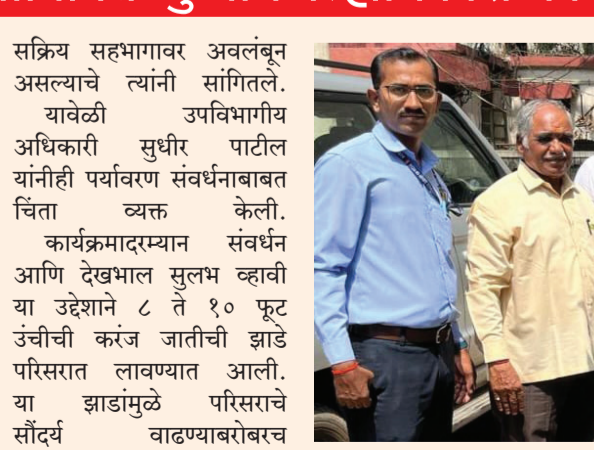 सक्रिय सहभागावर अवलंबून
असल्याचे त्यांनी सांगितले.
यावेळी उपविभागीय
अधिकारी सुधीर पाटील
यांनीही पर्यावरण संवर्धनाबाबत
चिंता व्यक्त केली.
कार्यक्रमादरम्यान संवर्धन
आणि देखभाल सुलभ व्हावी
या उद्देशाने ८ ते १० फूट
उंचीची करंज जातीची झाडे
परिसरात लावण्यात आली.
या झाडांमुळे परिसराचे
सौंदर्य वाढण्याबरोबरच